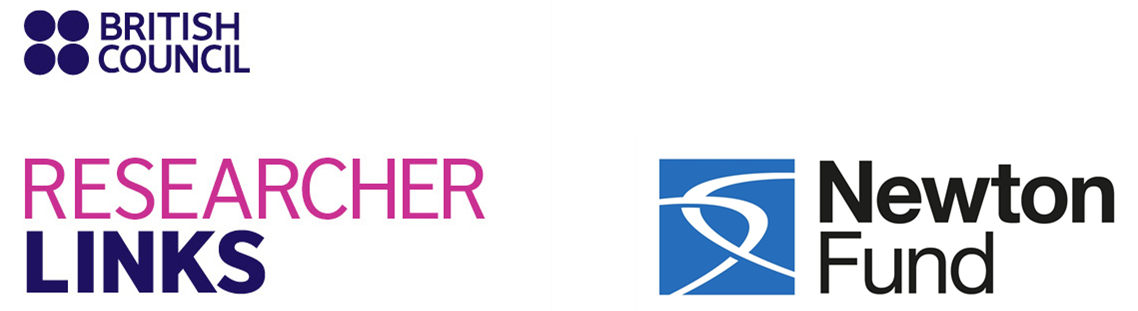 BRITISH
COUNCIL
RESEARCHER
LINKS
Newton
Fund